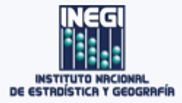 INEGI
INSTITUTO NACIONAL
DE ESTADÍSTICA Y GEOGRAFÍA